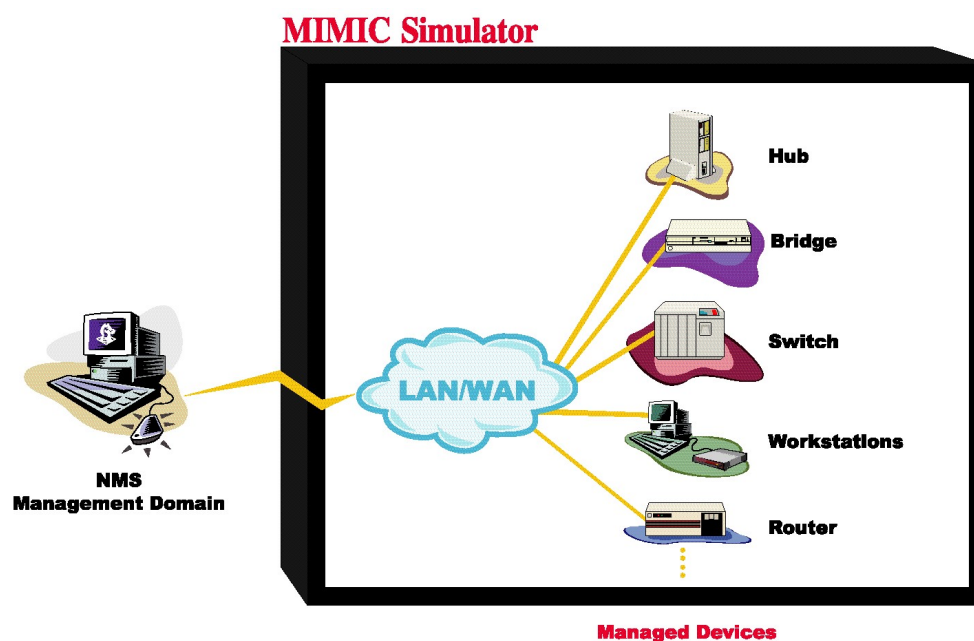 MIMIC Simulator
Hub
Bridge
Switch
LAN/WAN
Workstations
NMS
Management Domain
Router
Managed Devices